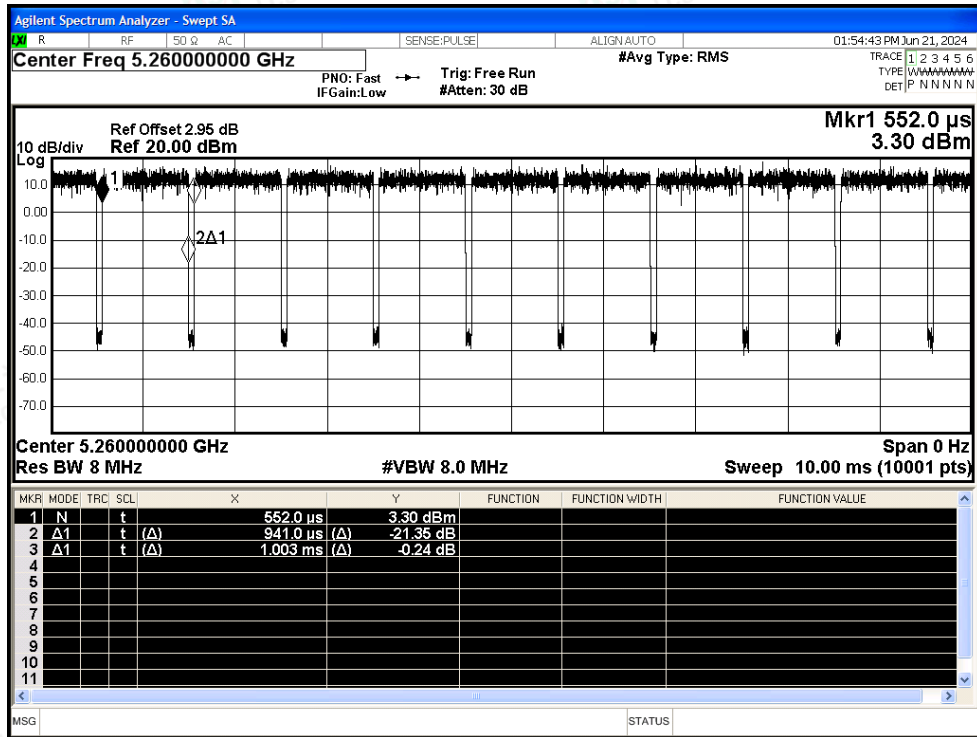 Agilent Spectrum Analyzer - Swept SA
LXI R RF 50 Ω AC SENSE:PULSE ALIGN AUTO 01:54:43 PM Jun 21, 2024
Center Freq 5.260000000 GHz #Avg Type: RMS TRACE 1 2 3 4 5 6
PNO: Fast Trig: Free Run TYPE WWWWWW
IFGain:Low #Atten: 30 dB DET P N N N N N
Mkr1 552.0 µs
Ref Offset 2.95 dB
10 dB/div Ref 20.00 dBm 3.30 dBm
Log
1
10.0
0.00
2Δ1
-10.0
-20.0
-30.0
-40.0
-50.0
-60.0
-70.0
Center 5.260000000 GHz Span 0 Hz
Res BW 8 MHz #VBW 8.0 MHz Sweep 10.00 ms (10001 pts)
MKR MODE TRC SCL X Y FUNCTION FUNCTION WIDTH FUNCTION VALUE
1 N t 552.0 µs 3.30 dBm
2 Δ1 t (Δ) 941.0 µs (Δ) -21.35 dB
3 Δ1 t (Δ) 1.003 ms (Δ) -0.24 dB
4
5
6
7
8
9
10
11
MSG STATUS